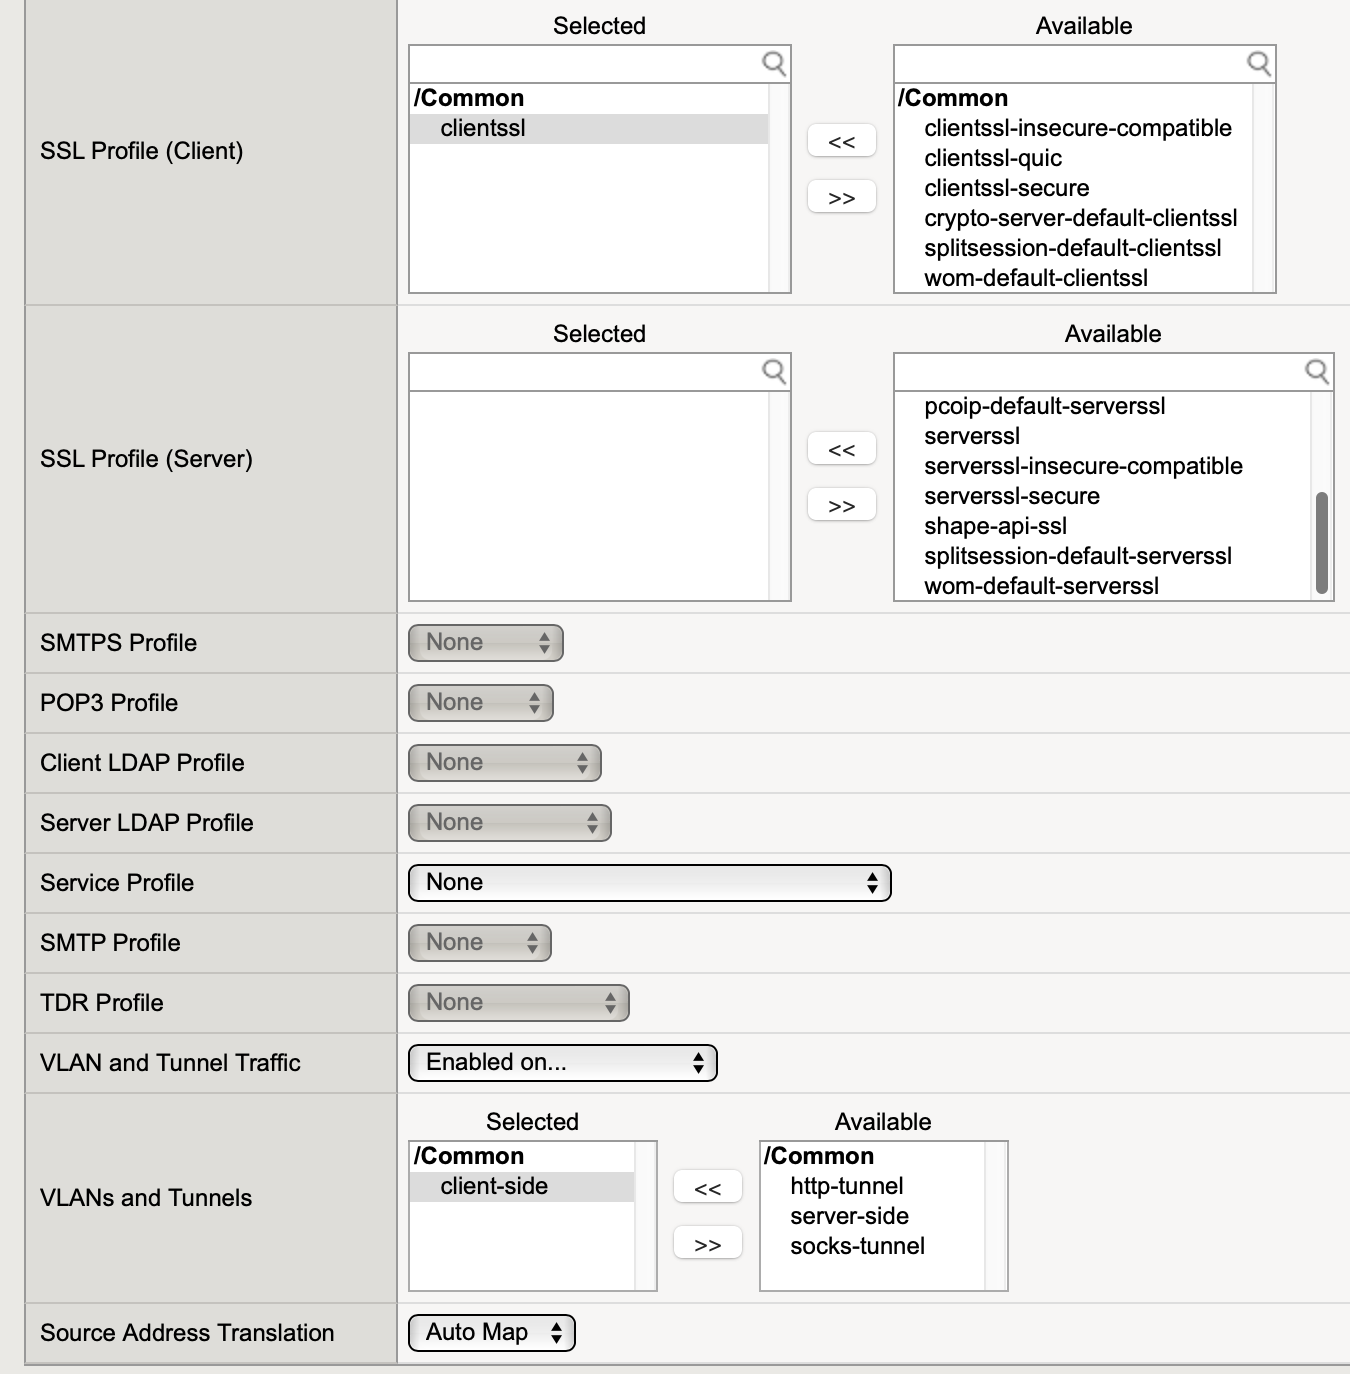 Selected Available
/Common /Common
SSL Profile (Client) clientssl << clientssl-insecure-compatible
clientssl-quic
>> clientssl-secure
crypto-server-default-clientssl
splitsession-default-clientssl
wom-default-clientssl
Selected Available
SSL Profile (Server) << pcoip-default-serverssl
serverssl
serverssl-insecure-compatible
>> serverssl-secure
shape-api-ssl
splitsession-default-serverssl
wom-default-serverssl
SMTPS Profile None
POP3 Profile None
Client LDAP Profile None
Server LDAP Profile None
Service Profile None
SMTP Profile None
TDR Profile None
VLAN and Tunnel Traffic Enabled on...
Selected Available
/Common /Common
VLANs and Tunnels client-side << http-tunnel
server-side
>> socks-tunnel
Source Address Translation Auto Map